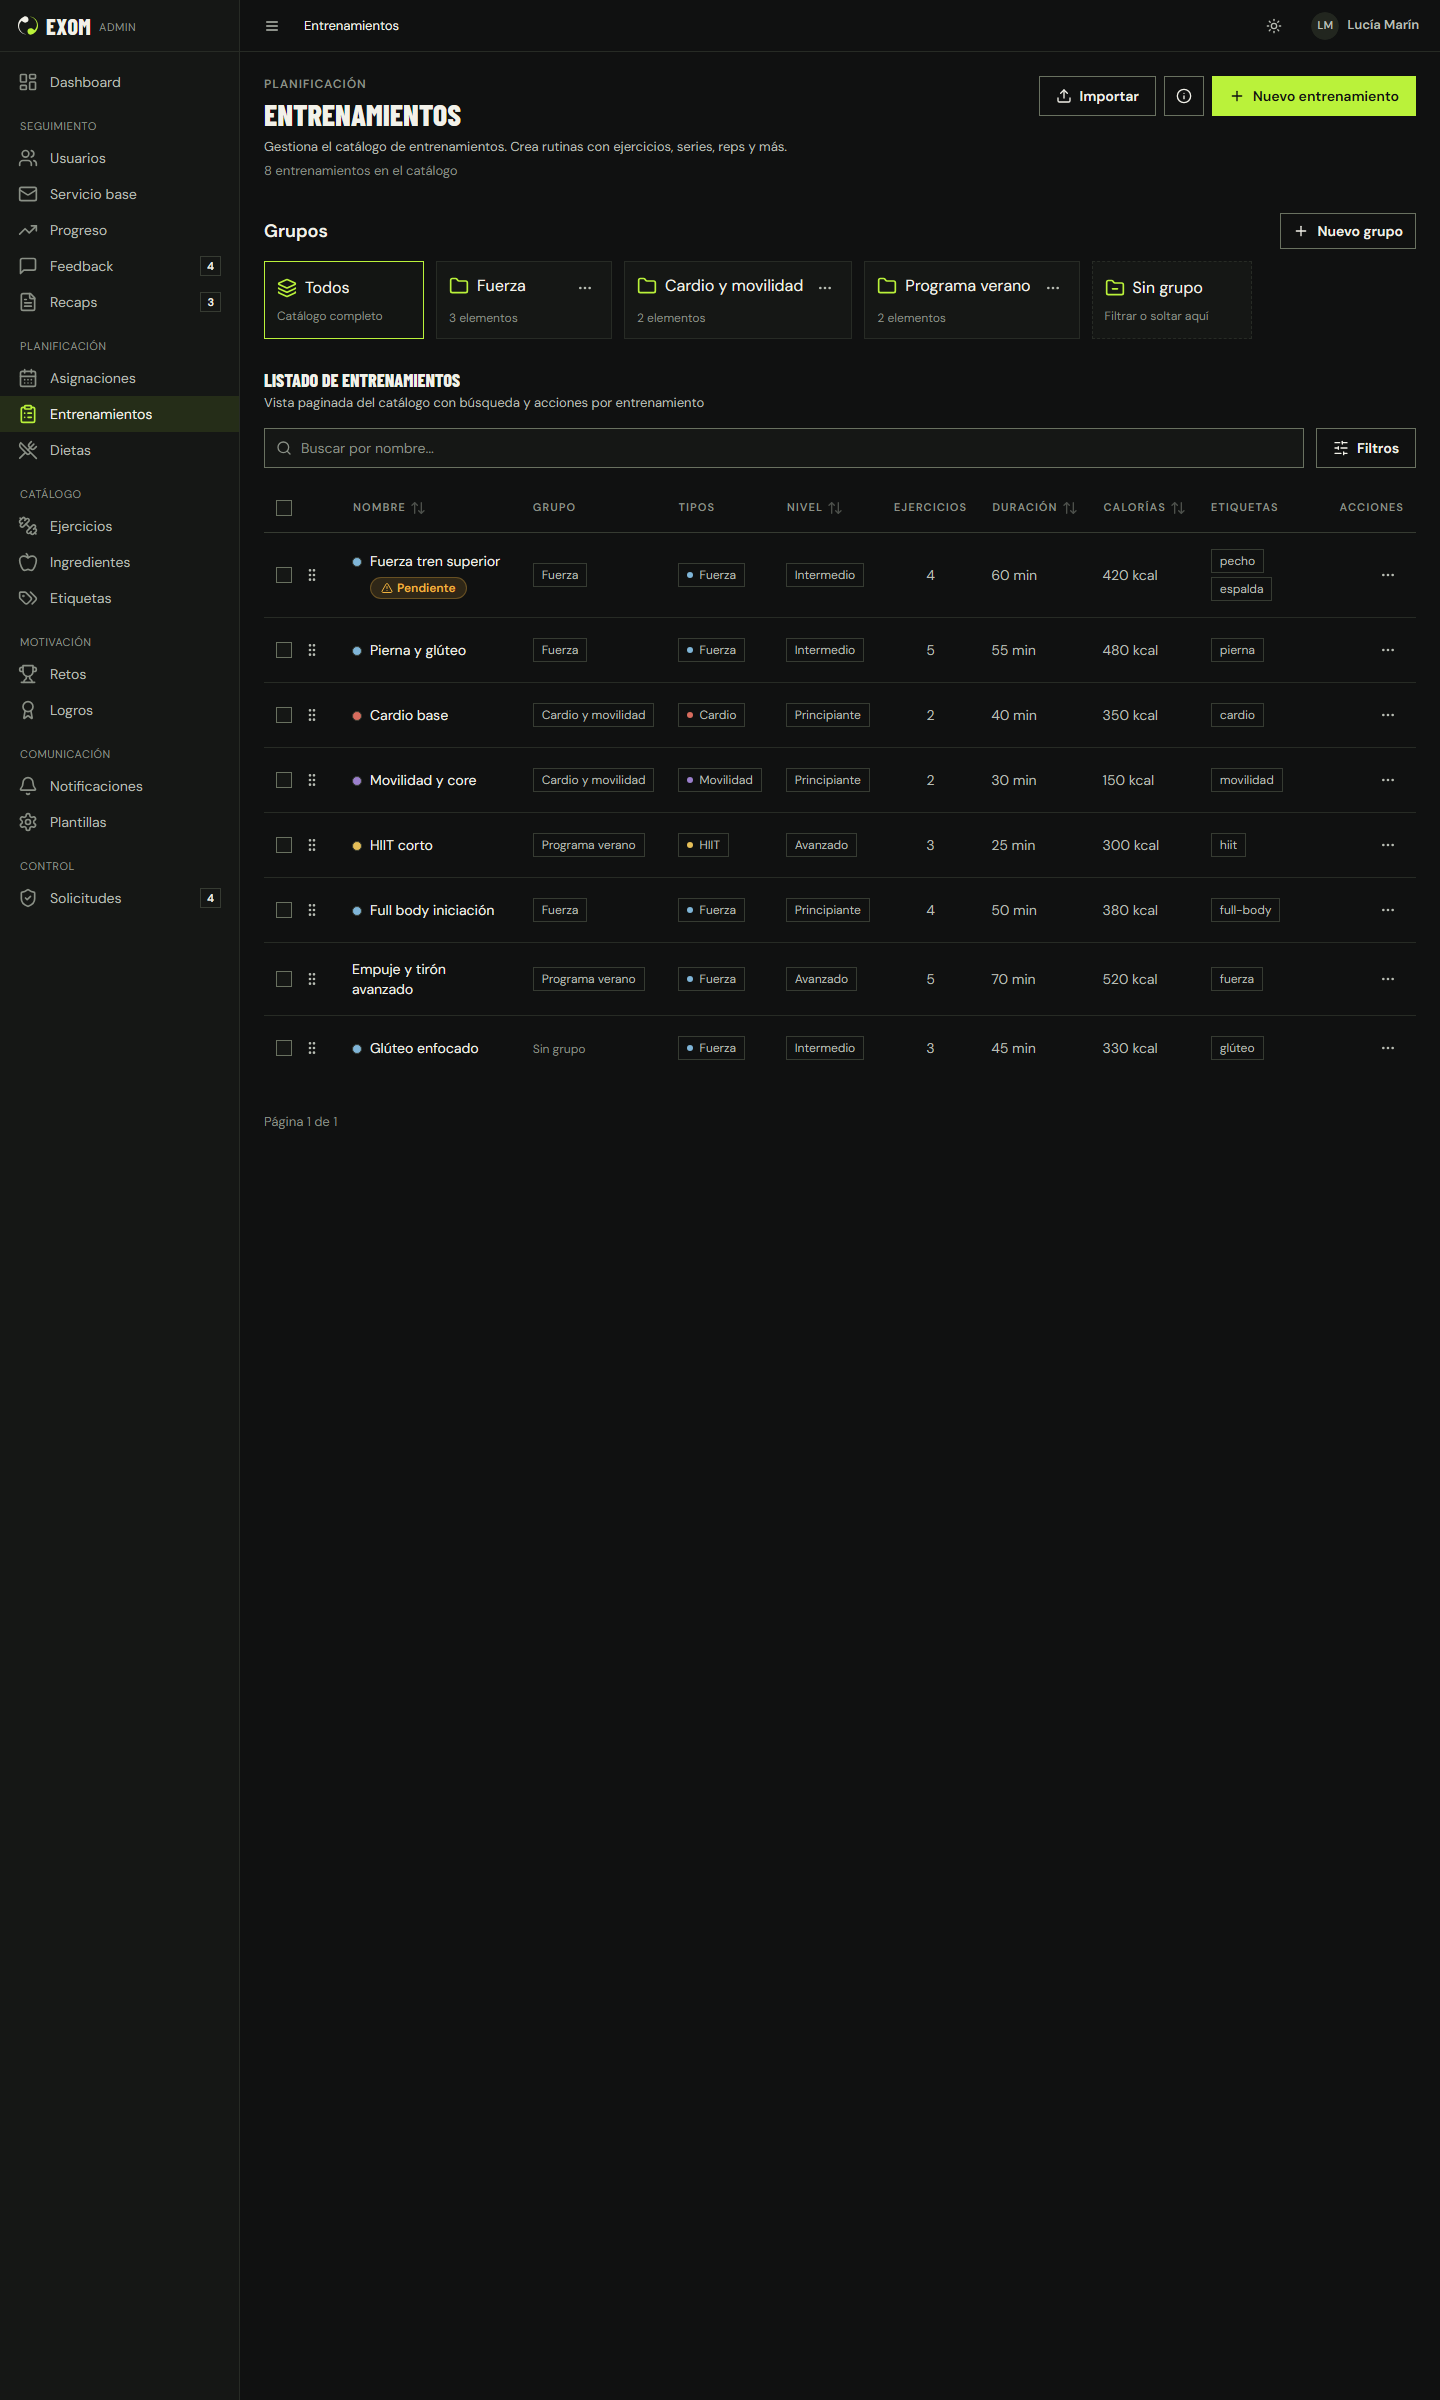 EXOM ADMIN
Entrenamientos
LM Lucía Marín
Dashboard
SEGUIMIENTO
Usuarios
Servicio base
Progreso
Feedback 4
Recaps 3
PLANIFICACIÓN
Asignaciones
Entrenamientos
Dietas
CATÁLOGO
Ejercicios
Ingredientes
Etiquetas
MOTIVACIÓN
Retos
Logros
COMUNICACIÓN
Notificaciones
Plantillas
CONTROL
Solicitudes 4
PLANIFICACIÓN
ENTRENAMIENTOS
Gestiona el catálogo de entrenamientos. Crea rutinas con ejercicios, series, reps y más.
8 entrenamientos en el catálogo
Importar
Nuevo entrenamiento
Grupos
Nuevo grupo
Todos
Catálogo completo
Fuerza
3 elementos
Cardio y movilidad
2 elementos
Programa verano
2 elementos
Sin grupo
Filtrar o soltar aquí
LISTADO DE ENTRENAMIENTOS
Vista paginada del catálogo con búsqueda y acciones por entrenamiento
Buscar por nombre...
Filtros
NOMBRE GRUPO TIPOS NIVEL EJERCICIOS DURACIÓN CALORÍAS ETIQUETAS ACCIONES
Fuerza tren superior
Pendiente
Fuerza Fuerza Intermedio 4 60 min 420 kcal
pecho
espalda
Pierna y glúteo Fuerza Fuerza Intermedio 5 55 min 480 kcal pierna
Cardio base Cardio y movilidad Cardio Principiante 2 40 min 350 kcal cardio
Movilidad y core Cardio y movilidad Movilidad Principiante 2 30 min 150 kcal movilidad
HIIT corto Programa verano HIIT Avanzado 3 25 min 300 kcal hiit
Full body iniciación Fuerza Fuerza Principiante 4 50 min 380 kcal full-body
Empuje y tirón
avanzado
Programa verano Fuerza Avanzado 5 70 min 520 kcal fuerza
Glúteo enfocado Sin grupo Fuerza Intermedio 3 45 min 330 kcal glúteo
Página 1 de 1